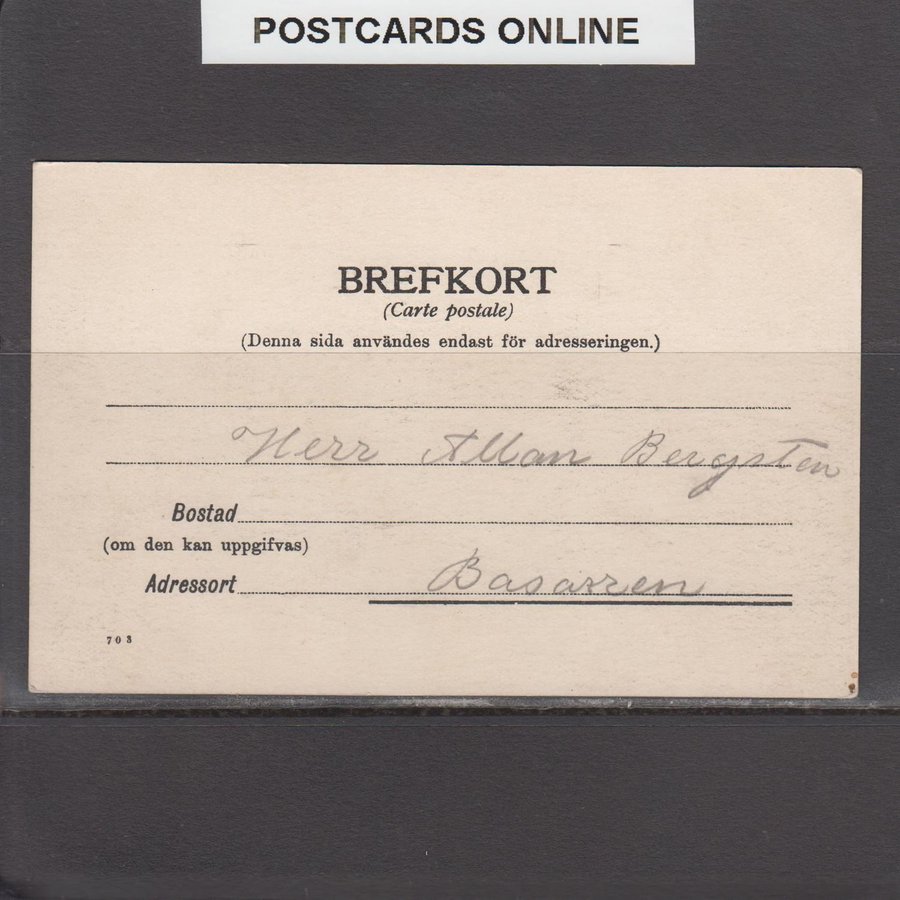 POSTCARDS ONLINE
BREFKORT
(Carte postale)
(Denna sida användes endast för adresseringen.)
Herr Allan Bergsten
Bostad
(om den kan uppgifvas)
Adressort Basarren
703